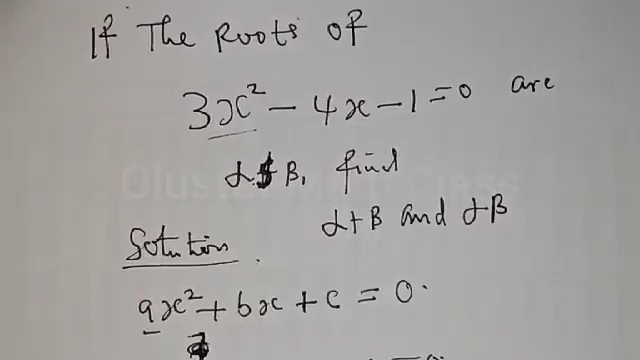 If The Roots Of
3x² - 4x - 1 = 0 are
α & β, find
α+β and αβ
Solution.
ax² + bx + c = 0.